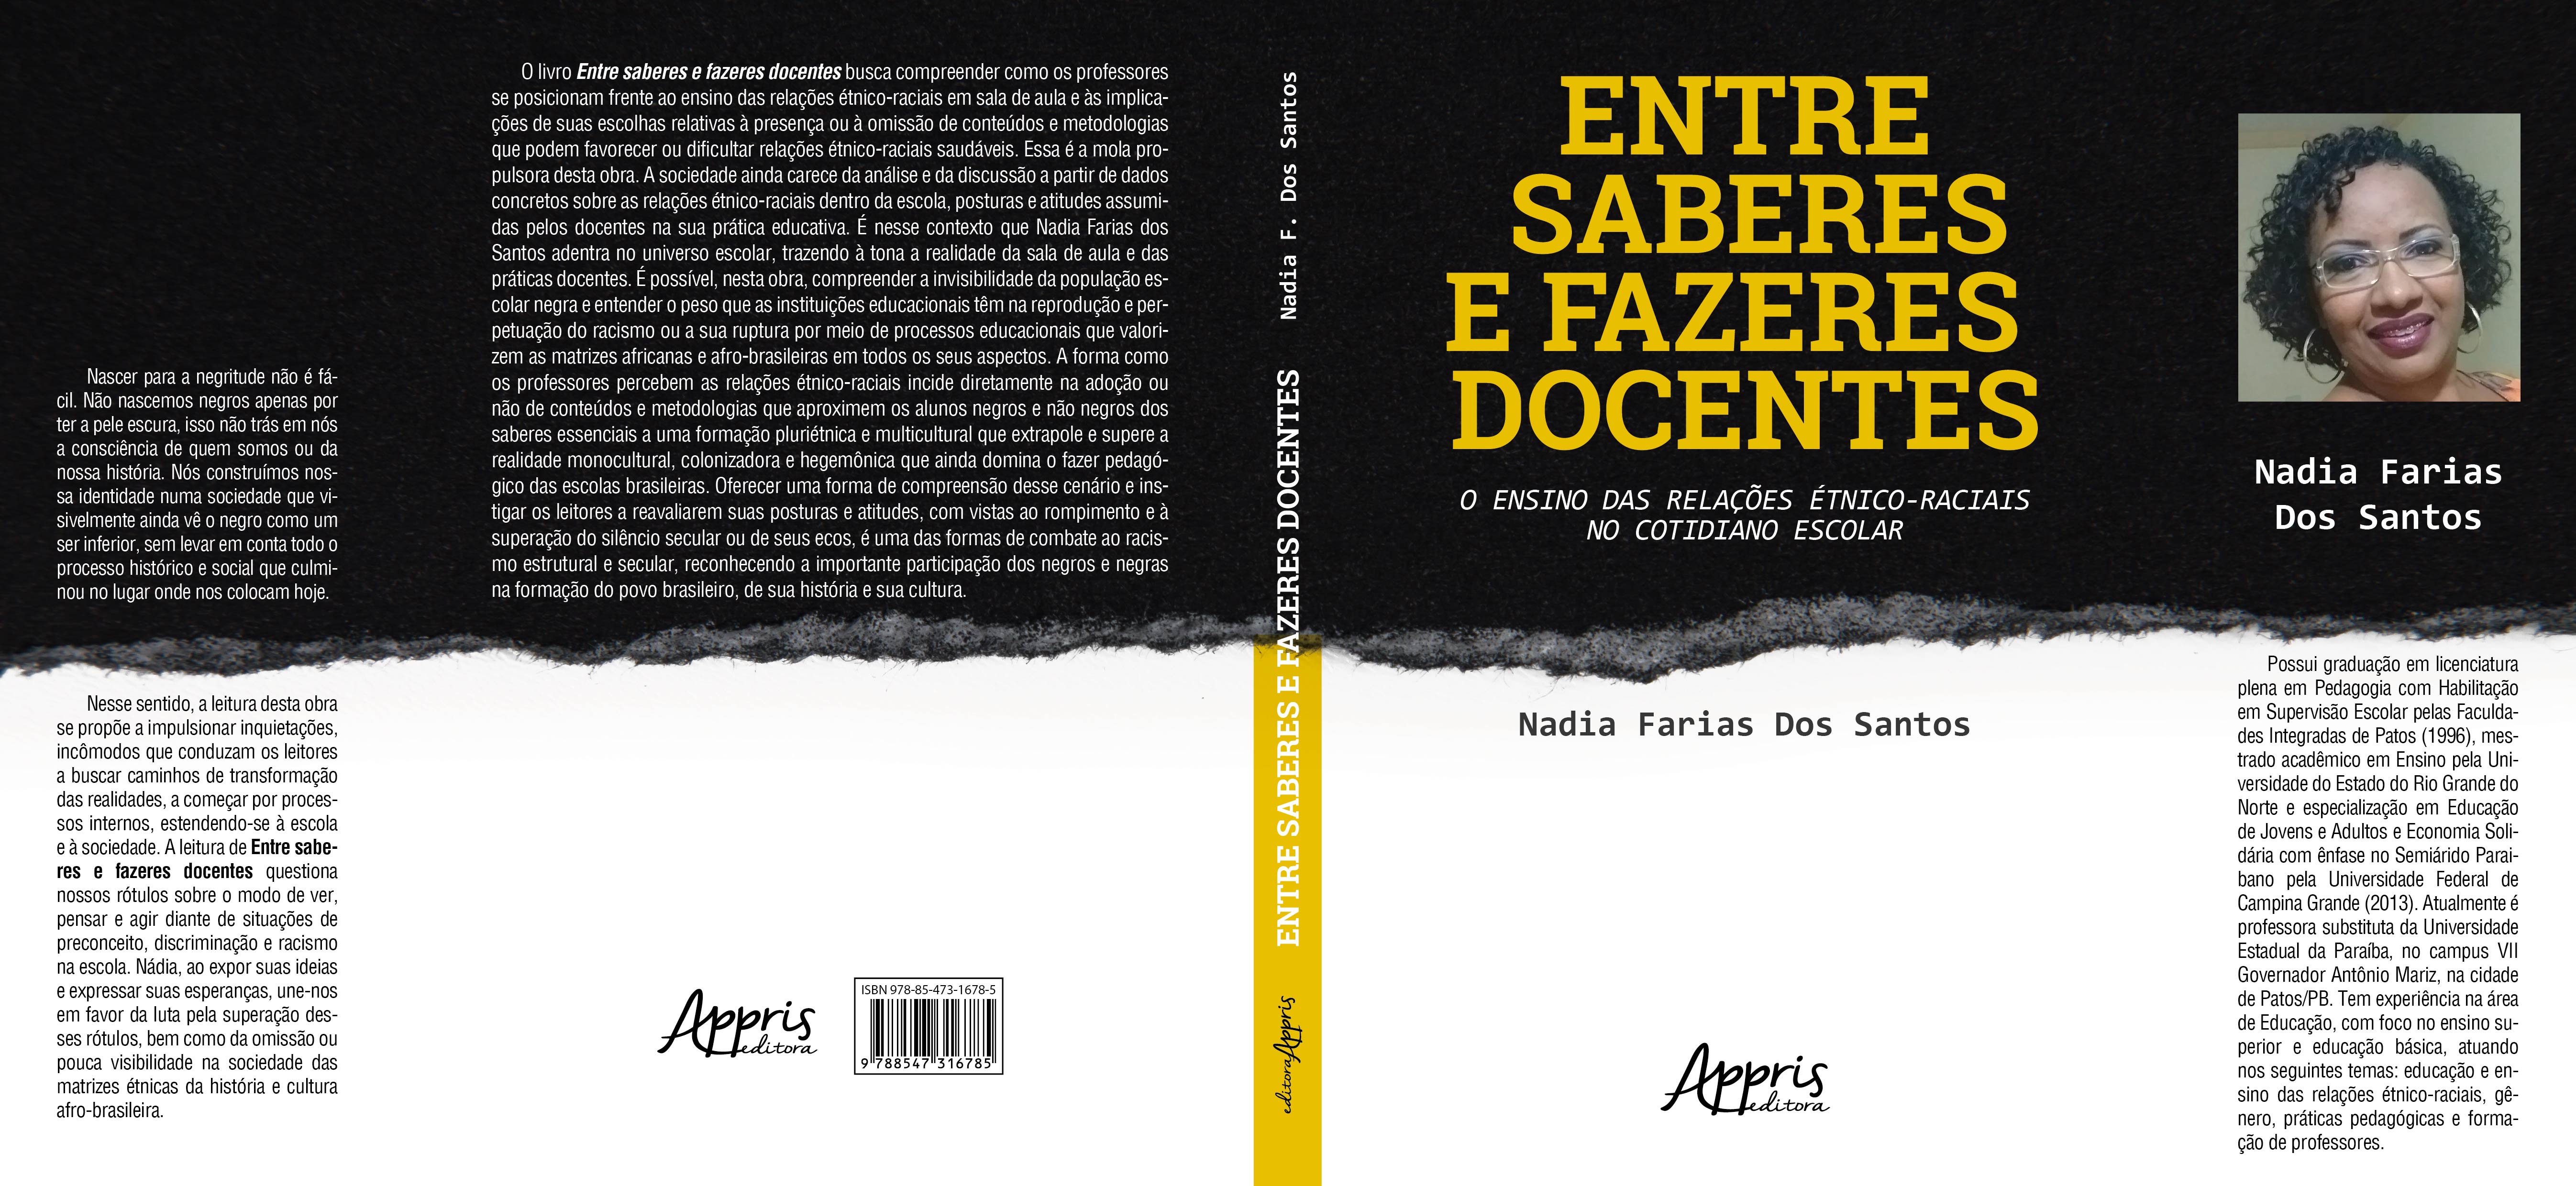 Nascer para a negritude não é fá-
cil. Não nascemos negros apenas por
ter a pele escura, isso não trás em nós
a consciência de quem somos ou da
nossa história. Nós construímos nos-
sa identidade numa sociedade que vi-
sivelmente ainda vê o negro como um
ser inferior, sem levar em conta todo o
processo histórico e social que culmi-
nou no lugar onde nos colocam hoje.
Nesse sentido, a leitura desta obra
se propõe a impulsionar inquietações,
incômodos que conduzam os leitores
a buscar caminhos de transformação
das realidades, a começar por proces-
sos internos, estendendo-se à escola
e à sociedade. A leitura de Entre sabe-
res e fazeres docentes questiona
nossos rótulos sobre o modo de ver,
pensar e agir diante de situações de
preconceito, discriminação e racismo
na escola. Nádia, ao expor suas ideias
e expressar suas esperanças, une-nos
em favor da luta pela superação des-
ses rótulos, bem como da omissão ou
pouca visibilidade na sociedade das
matrizes étnicas da história e cultura
afro-brasileira.
O livro Entre saberes e fazeres docentes busca compreender como os professores
se posicionam frente ao ensino das relações étnico-raciais em sala de aula e às implica-
ções de suas escolhas relativas à presença ou à omissão de conteúdos e metodologias
que podem favorecer ou dificultar relações étnico-raciais saudáveis. Essa é a mola pro-
pulsora desta obra. A sociedade ainda carece da análise e da discussão a partir de dados
concretos sobre as relações étnico-raciais dentro da escola, posturas e atitudes assumi-
das pelos docentes na sua prática educativa. É nesse contexto que Nadia Farias dos
Santos adentra no universo escolar, trazendo à tona a realidade da sala de aula e das
práticas docentes. É possível, nesta obra, compreender a invisibilidade da população es-
colar negra e entender o peso que as instituições educacionais têm na reprodução e per-
petuação do racismo ou a sua ruptura por meio de processos educacionais que valori-
zem as matrizes africanas e afro-brasileiras em todos os seus aspectos. A forma como
os professores percebem as relações étnico-raciais incide diretamente na adoção ou
não de conteúdos e metodologias que aproximem os alunos negros e não negros dos
saberes essenciais a uma formação pluriétnica e multicultural que extrapole e supere a
realidade monocultural, colonizadora e hegemônica que ainda domina o fazer pedagó-
gico das escolas brasileiras. Oferecer uma forma de compreensão desse cenário e ins-
tigar os leitores a reavaliarem suas posturas e atitudes, com vistas ao rompimento e à
superação do silêncio secular ou de seus ecos, é uma das formas de combate ao racis-
mo estrutural e secular, reconhecendo a importante participação dos negros e negras
na formação do povo brasileiro, de sua história e sua cultura.
Appris
editora
ISBN 978-85-473-1678-5
9 788547 316785
editora Appris
ENTRE SABERES E FAZERES DOCENTES
Nadia F. Dos Santos
ENTRE
SABERES
E FAZERES
DOCENTES
O ENSINO DAS RELAÇÕES ÉTNICO-RACIAIS
NO COTIDIANO ESCOLAR
Nadia Farias Dos Santos
Appris
editora
Nadia Farias
Dos Santos
Possui graduação em licenciatura
plena em Pedagogia com Habilitação
em Supervisão Escolar pelas Faculda-
des Integradas de Patos (1996), mes-
trado acadêmico em Ensino pela Uni-
versidade do Estado do Rio Grande do
Norte e especialização em Educação
de Jovens e Adultos e Economia Soli-
dária com ênfase no Semiárido Parai-
bano pela Universidade Federal de
Campina Grande (2013). Atualmente é
professora substituta da Universidade
Estadual da Paraíba, no campus VII
Governador Antônio Mariz, na cidade
de Patos/PB. Tem experiência na área
de Educação, com foco no ensino su-
perior e educação básica, atuando
nos seguintes temas: educação e en-
sino das relações étnico-raciais, gê-
nero, práticas pedagógicas e forma-
ção de professores.